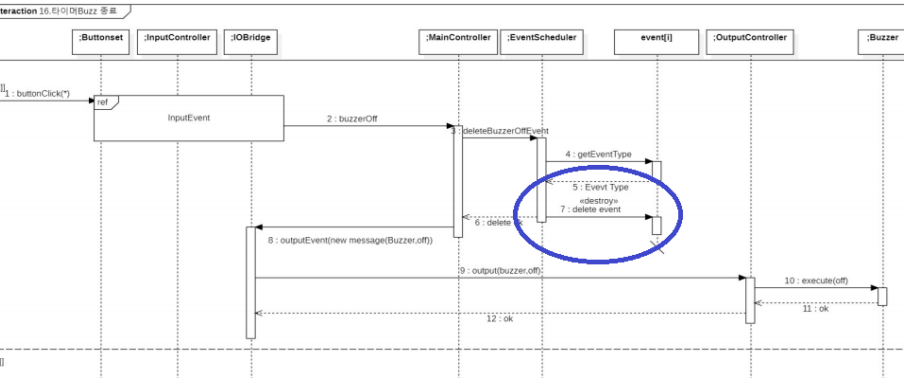 teraction 16.타이머Buzz 종료
;Buttonset
;InputController
;IOBridge
;MainController
;EventScheduler
event[i]
;OutputController
;Buzzer
]],
1 : buttonClick(*)
ref
InputEvent
2 : buzzerOff
3 : deleteBuzzerOffEvent
4 : getEventType
5 : Evevt Type
«destroy»
7 : delete event
6 : delete ok
8 : outputEvent(new message(Buzzer,off))
9 : output(buzzer,off)
10 : execute(off)
11 : ok
12 : ok
]]